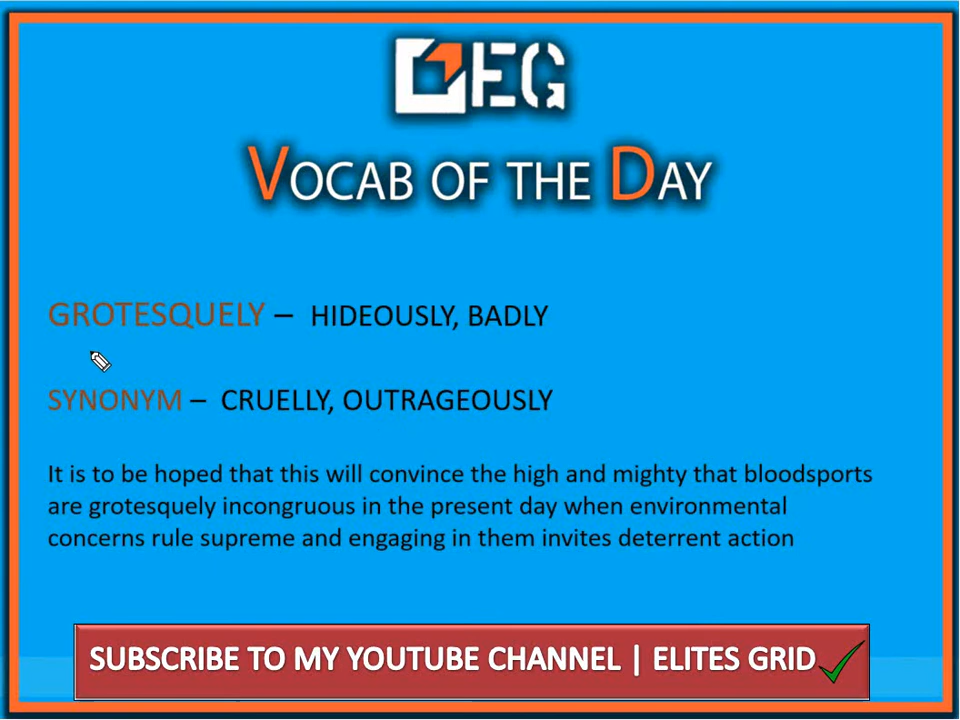 EG
VOCAB OF THE DAY
GROTESQUELY – HIDEOUSLY, BADLY
SYNONYM – CRUELLY, OUTRAGEOUSLY
It is to be hoped that this will convince the high and mighty that bloodsports
are grotesquely incongruous in the present day when environmental
concerns rule supreme and engaging in them invites deterrent action
SUBSCRIBE TO MY YOUTUBE CHANNEL | ELITES GRID